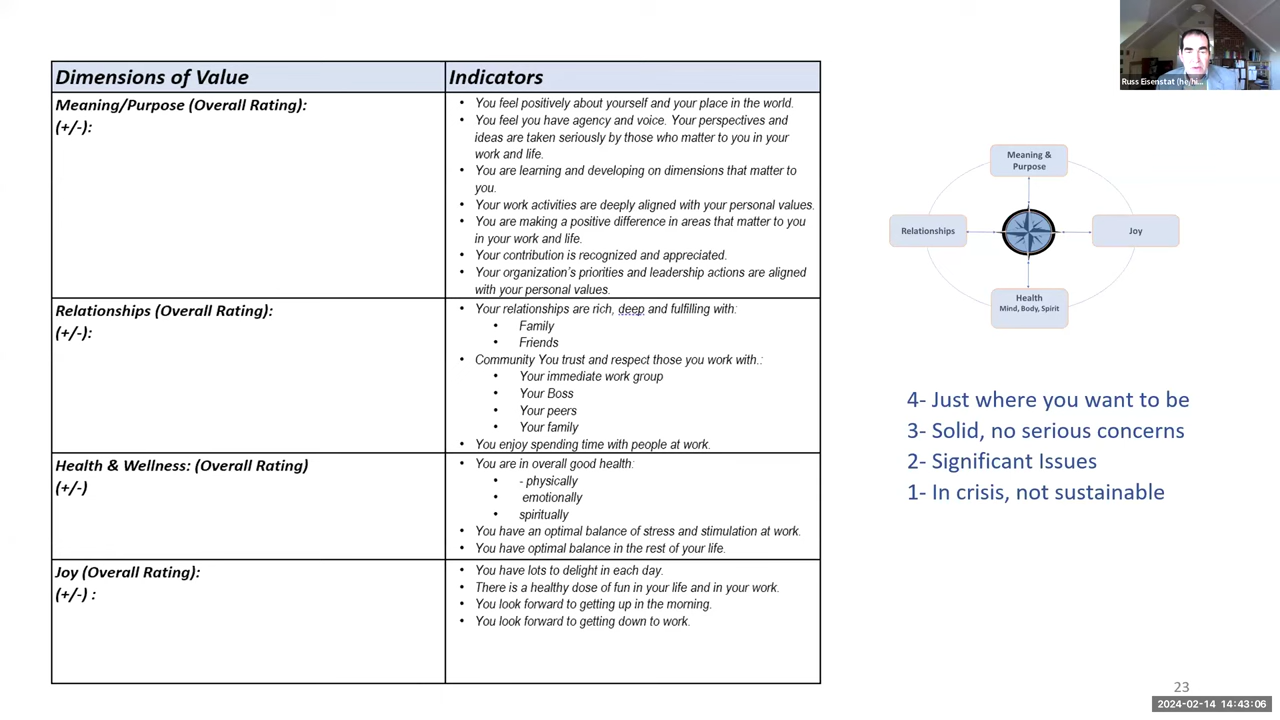 Dimensions of Value
Indicators
Meaning/Purpose (Overall Rating):
(+/-):
• You feel positively about yourself and your place in the world.
• You feel you have agency and voice. Your perspectives and
ideas are taken seriously by those who matter to you in your
work and life.
• You are learning and developing on dimensions that matter to
you.
• Your work activities are deeply aligned with your personal values.
• You are making a positive difference in areas that matter to you
in your work and life.
• Your contribution is recognized and appreciated.
• Your organization's priorities and leadership actions are aligned
with your personal values.
Relationships (Overall Rating):
(+/-):
• Your relationships are rich, deep and fulfilling with:
• Family
• Friends
• Community You trust and respect those you work with.:
• Your immediate work group
• Your Boss
• Your peers
• Your family
• You enjoy spending time with people at work.
Health & Wellness: (Overall Rating)
(+/-)
• You are in overall good health:
• - physically
• emotionally
• spiritually
• You have an optimal balance of stress and stimulation at work.
• You have optimal balance in the rest of your life.
Joy (Overall Rating):
(+/-) :
• You have lots to delight in each day.
• There is a healthy dose of fun in your life and in your work.
• You look forward to getting up in the morning.
• You look forward to getting down to work.
Russ Eisenstat (he/hi...
Meaning &
Purpose
Relationships
Joy
Health
Mind, Body, Spirit
4- Just where you want to be
3- Solid, no serious concerns
2- Significant Issues
1- In crisis, not sustainable
23
2024-02-14 14:43:06